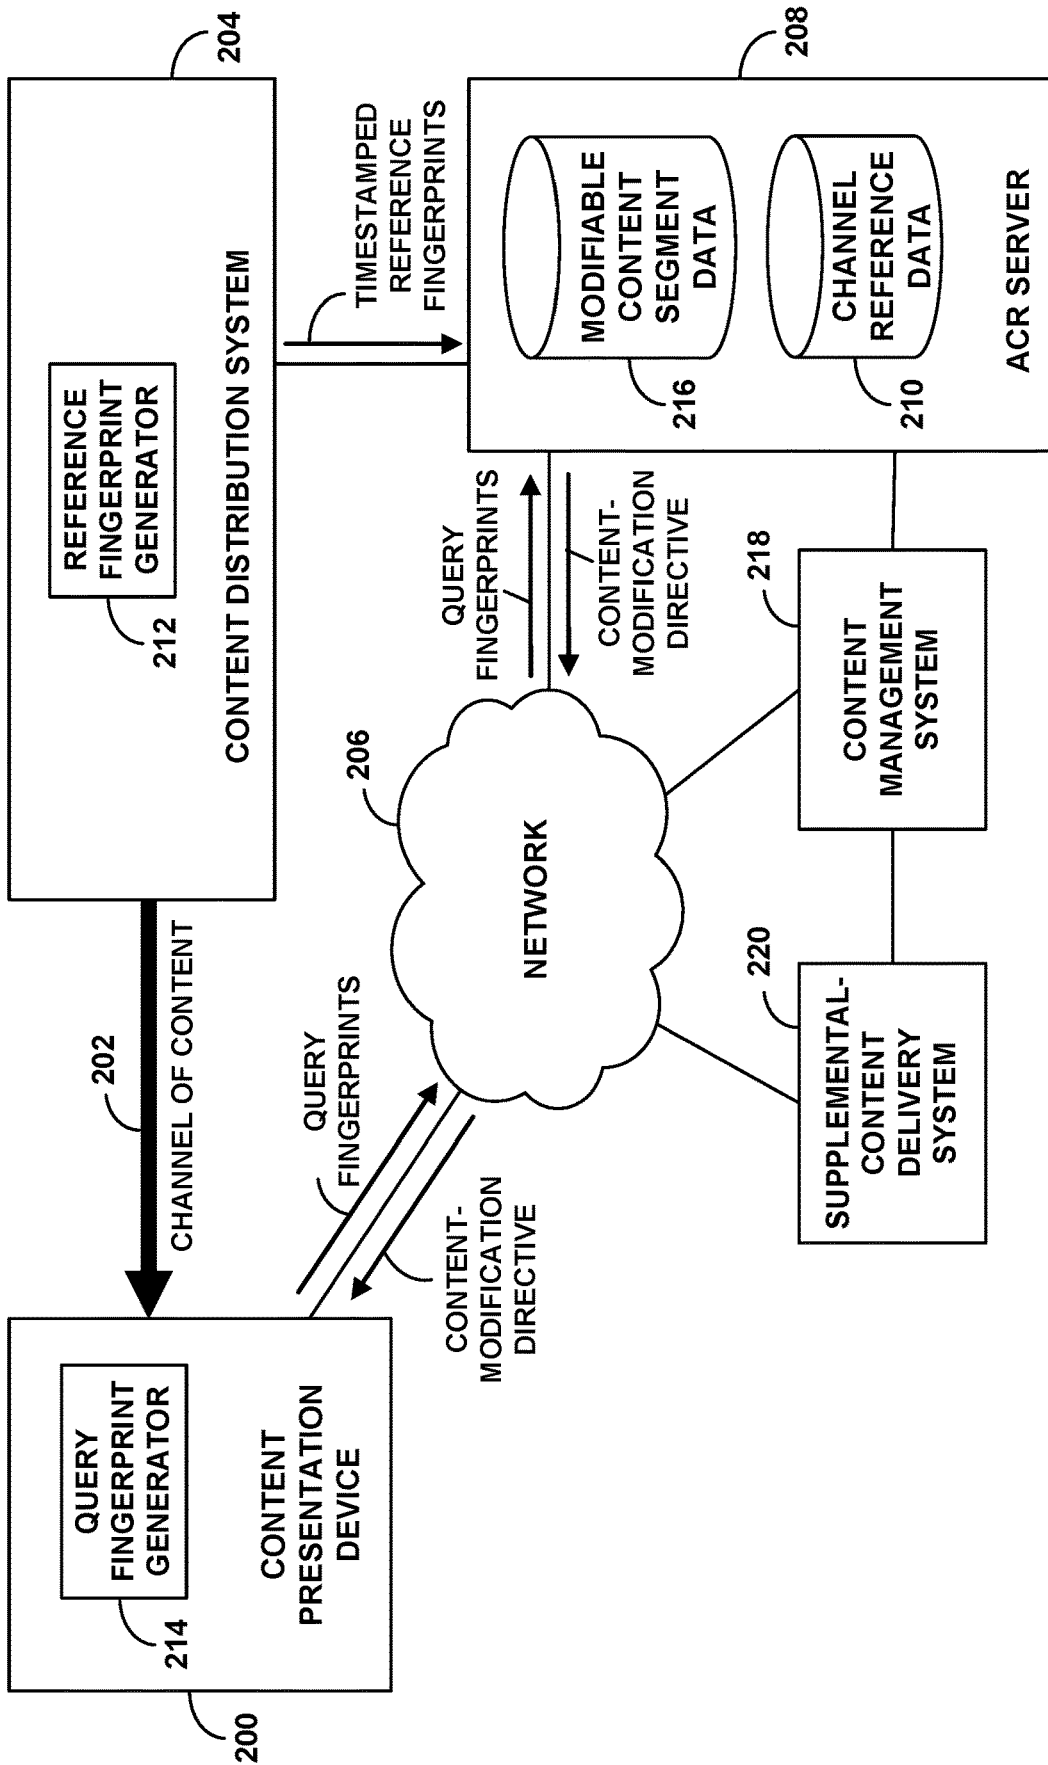 200
214
QUERY
FINGERPRINT
GENERATOR
CONTENT
PRESENTATION
DEVICE
202
CHANNEL OF CONTENT
204
212
REFERENCE
FINGERPRINT
GENERATOR
CONTENT DISTRIBUTION SYSTEM
QUERY
FINGERPRINTS
CONTENT-
MODIFICATION
DIRECTIVE
206
NETWORK
QUERY
FINGERPRINTS
CONTENT-
MODIFICATION
DIRECTIVE
TIMESTAMPED
REFERENCE
FINGERPRINTS
208
216
MODIFIABLE
CONTENT
SEGMENT
DATA
210
CHANNEL
REFERENCE
DATA
ACR SERVER
220
SUPPLEMENTAL-
CONTENT
DELIVERY
SYSTEM
218
CONTENT
MANAGEMENT
SYSTEM